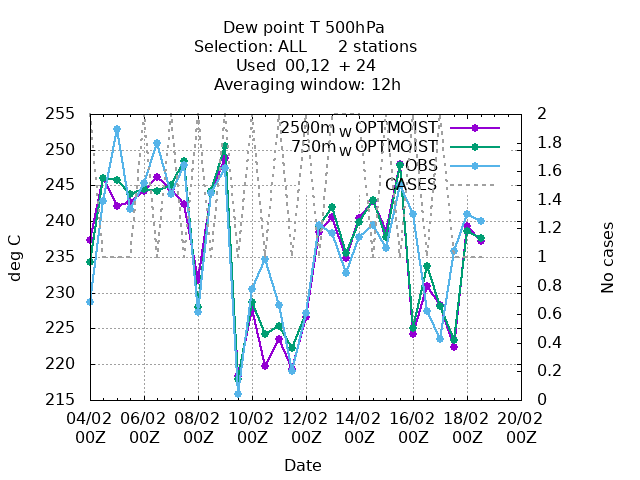 Dew point T 500hPa
Selection: ALL 2 stations
Used 00,12 + 24
Averaging window: 12h
2500m_W OPTMOIST
750m_W OPTMOIST
OBS
CASES
255
250
245
240
235
230
225
220
215
2
1.8
1.6
1.4
1.2
1
0.8
0.6
0.4
0.2
0
deg C
No cases
04/02 06/02 08/02 10/02 12/02 14/02 16/02 18/02 20/02
00Z 00Z 00Z 00Z 00Z 00Z 00Z 00Z 00Z
Date